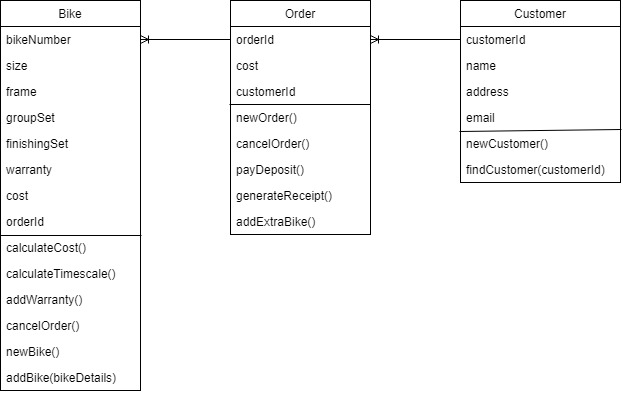 Bike
bikeNumber
size
frame
groupSet
finishingSet
warranty
cost
orderId
calculateCost()
calculateTimescale()
addWarranty()
cancelOrder()
newBike()
addBike(bikeDetails)
Order
orderId
cost
customerId
newOrder()
cancelOrder()
payDeposit()
generateReceipt()
addExtraBike()
Customer
customerId
name
address
email
newCustomer()
findCustomer(customerId)